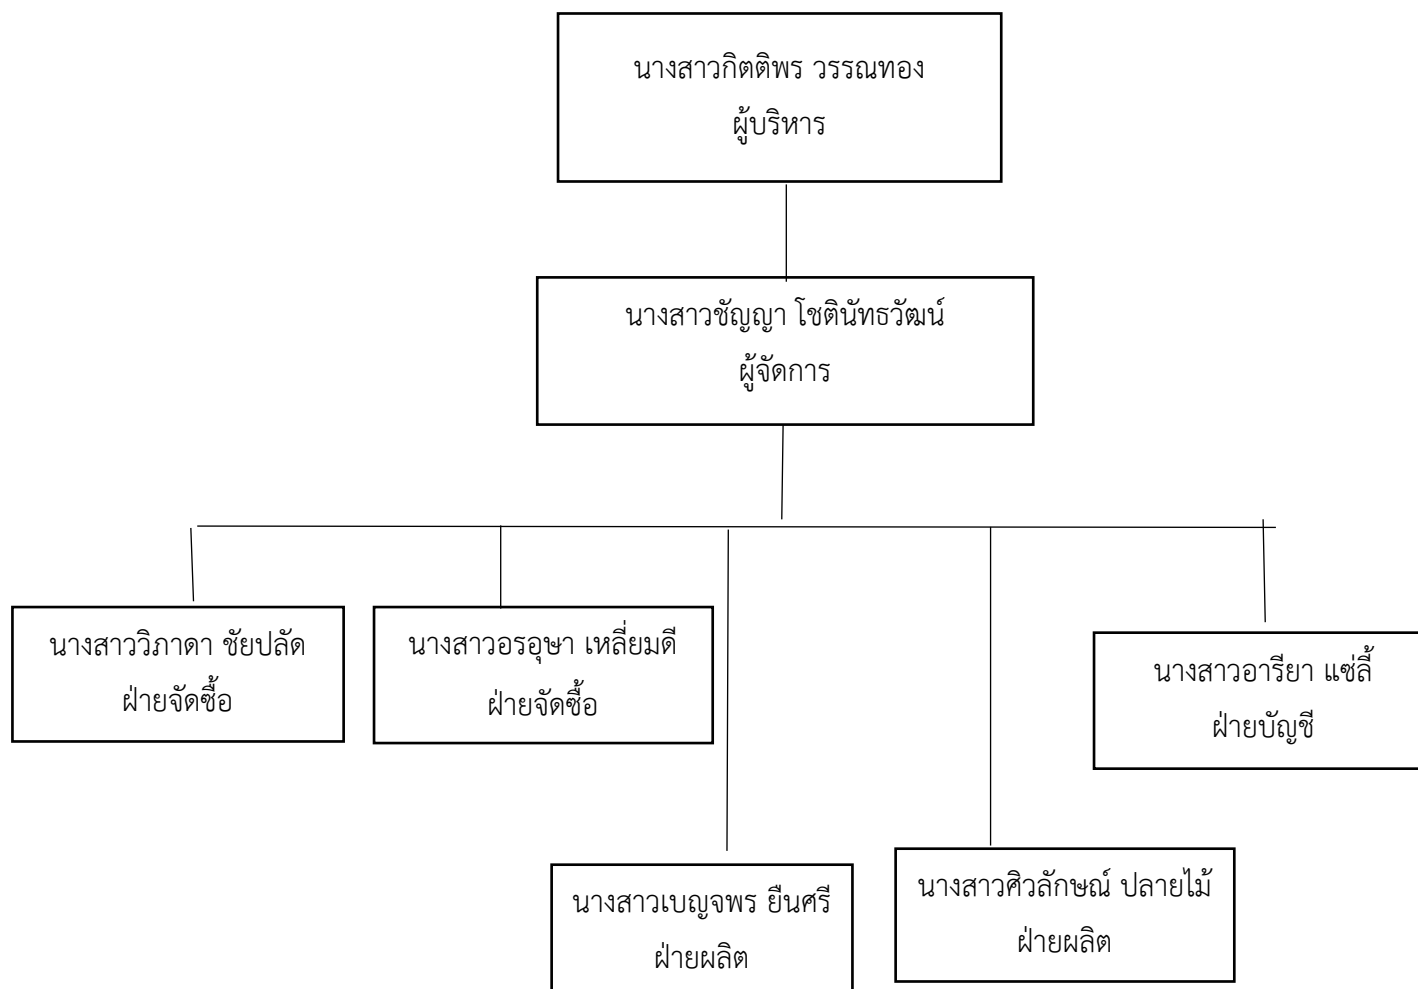 นางสาวกิตติพร วรรณทอง
ผู้บริหาร
นางสาวชัญญา โชตินัทธวัฒน์
ผู้จัดการ
นางสาววิภาดา ชัยปลัด
ฝ่ายจัดซื้อ
นางสาวอรอุษา เหลี่ยมดี
ฝ่ายจัดซื้อ
นางสาวอารียา แซ่ลี้
ฝ่ายบัญชี
นางสาวเบญจพร ยืนศรี
ฝ่ายผลิต
นางสาวศิวลักษณ์ ปลายไม้
ฝ่ายผลิต